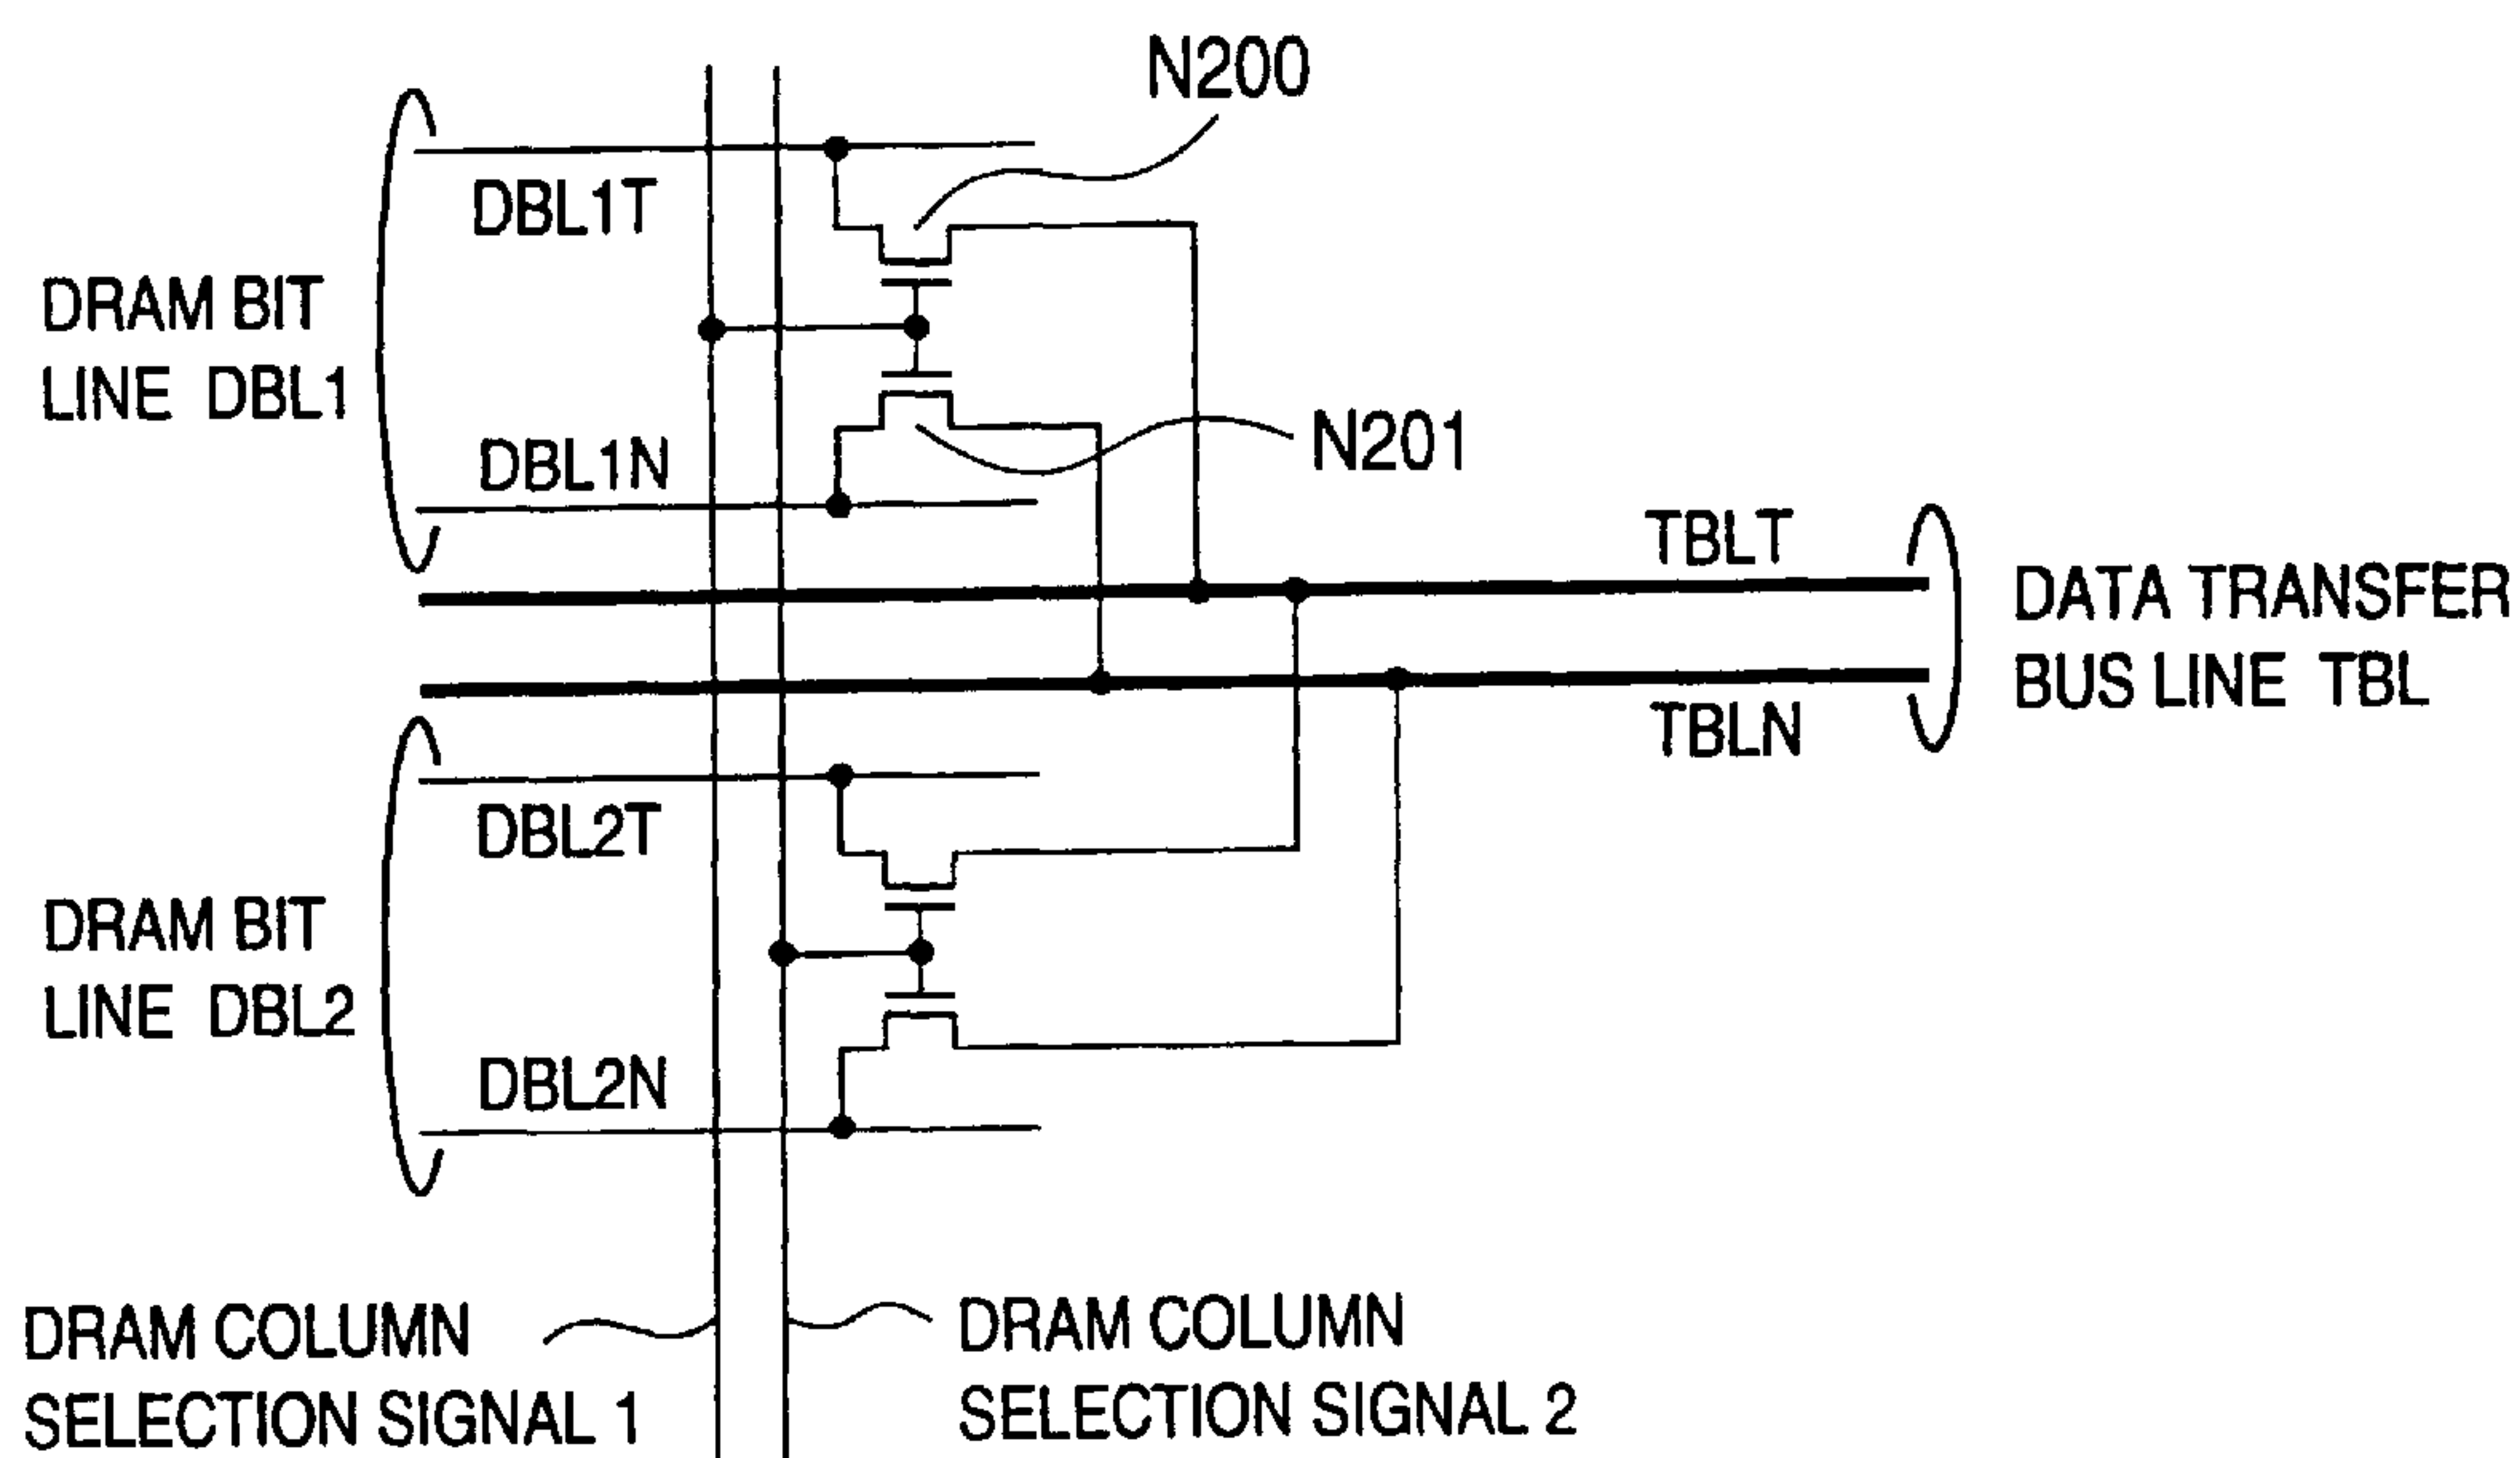 N200
DBL1T
DRAM BIT
LINE DBL1
DBL1N
N201
TBLT
DATA TRANSFER
BUS LINE TBL
TBLN
DBL2T
DRAM BIT
LINE DBL2
DBL2N
DRAM COLUMN
SELECTION SIGNAL 1
DRAM COLUMN
SELECTION SIGNAL 2